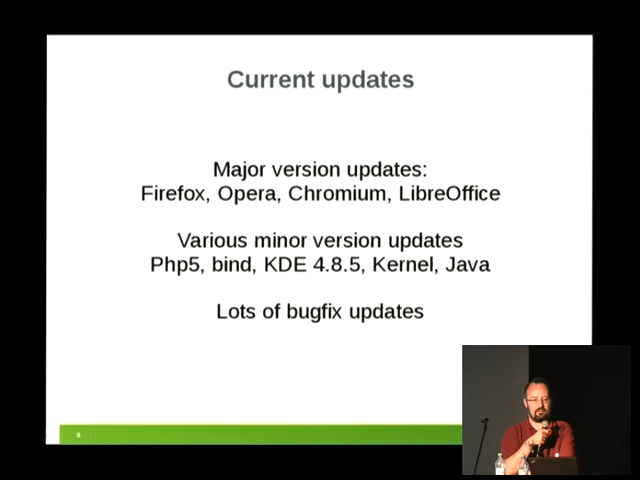 Current updates
Major version updates:
Firefox, Opera, Chromium, LibreOffice
Various minor version updates
Php5, bind, KDE 4.8.5, Kernel, Java
Lots of bugfix updates
6